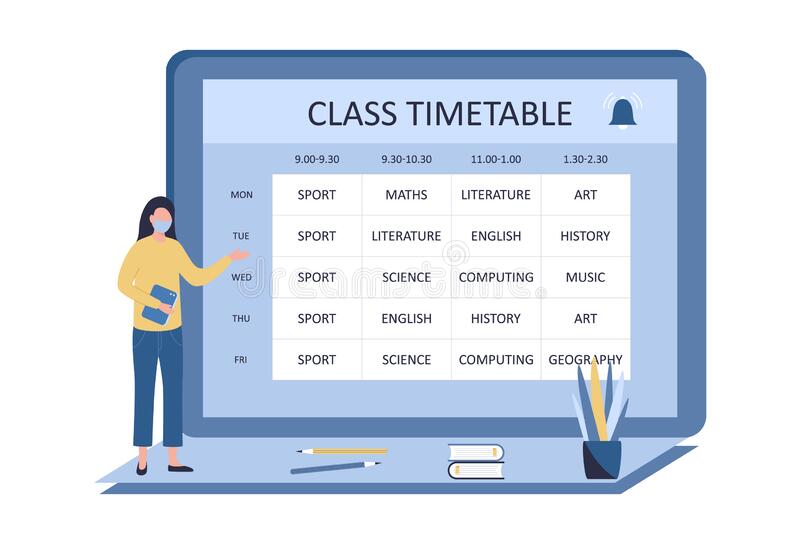 CLASS TIMETABLE
9.00-9.30 9.30-10.30 11.00-1.00 1.30-2.30
MON SPORT MATHS LITERATURE ART
TUE SPORT LITERATURE ENGLISH HISTORY
WED SPORT SCIENCE COMPUTING MUSIC
THU SPORT ENGLISH HISTORY ART
FRI SPORT SCIENCE COMPUTING GEOGRAPHY
dreamstime